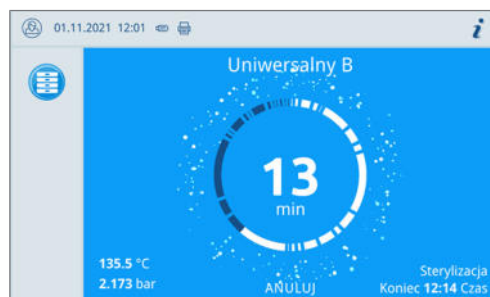 01.11.2021 12:01
Uniwersalny B
13
min
135.5 °C
2.173 bar
ANULUJ
Sterylizacja
Koniec 12:14 Czas